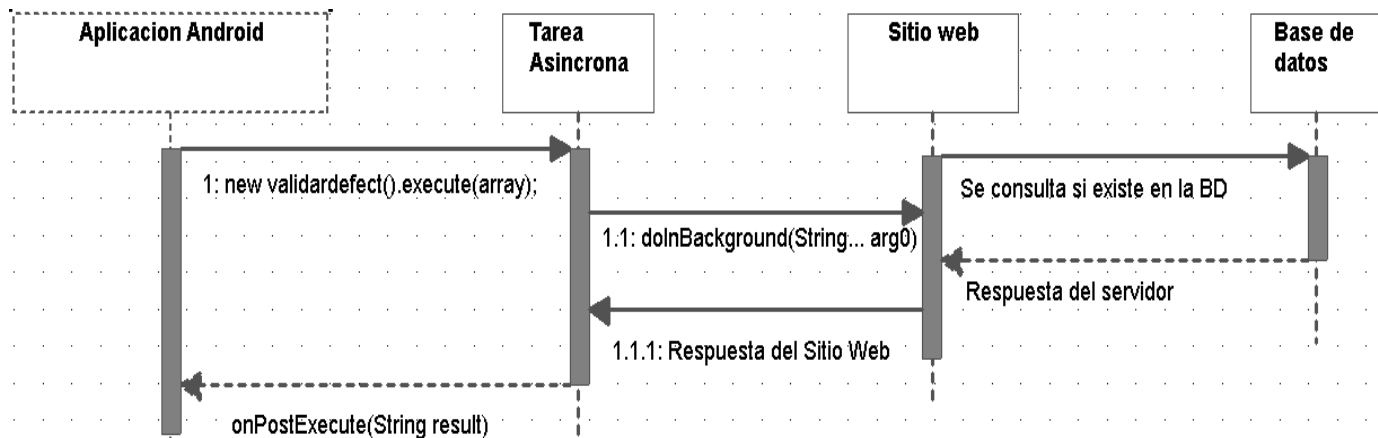 Aplicacion Android
Tarea
Asincrona
Sitio web
Base de
datos
1: new validardefect().execute(array);
Se consulta si existe en la BD
1.1: doInBackground(String... arg0)
Respuesta del servidor
1.1.1: Respuesta del Sitio Web
onPostExecute(String result)